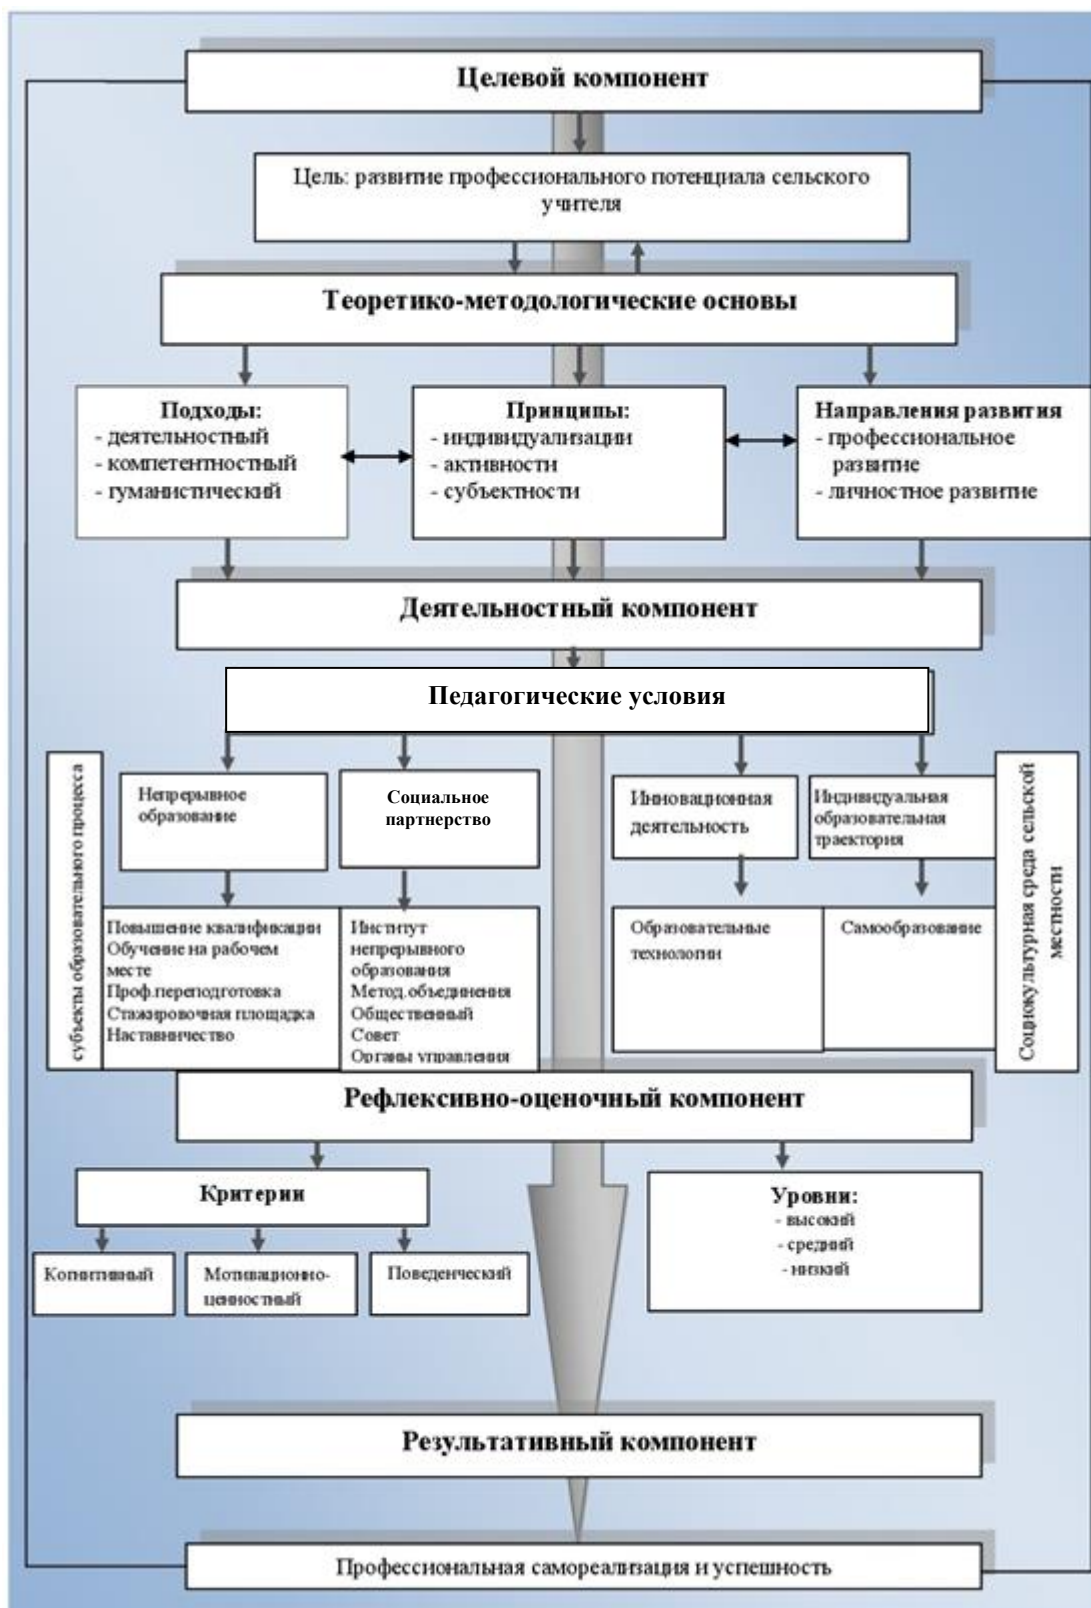 Целевой компонент
Цель: развитие профессионального потенциала сельского
учителя
Теоретико-методологические основы
Подходы:
- деятельностный
- компетентностный
- гуманистический
Принципы:
- индивидуализации
- активности
- субъектности
Направления развития
- профессиональное
развитие
- личностное развитие
Деятельностный компонент
Педагогические условия
субъекты образовательного процесса
Непрерывное
образование
Социальное
партнерство
Инновационная
деятельность
Индивидуальная
образовательная
траектория
Социокультурная среда сельской
местности
Повышение квалификации
Обучение на рабочем
месте
Проф.переподготовка
Стажировочная площадка
Наставничество
Институт
непрерывного
образования
Метод.объединения
Общественный
Совет
Органы управления
Образовательные
технологии
Самообразование
Рефлексивно-оценочный компонент
Критерии
Когнитивный
Мотивационно-
ценностный
Поведенческий
Уровни:
- высокий
- средний
- низкий
Результативный компонент
Профессиональная самореализация и успешность